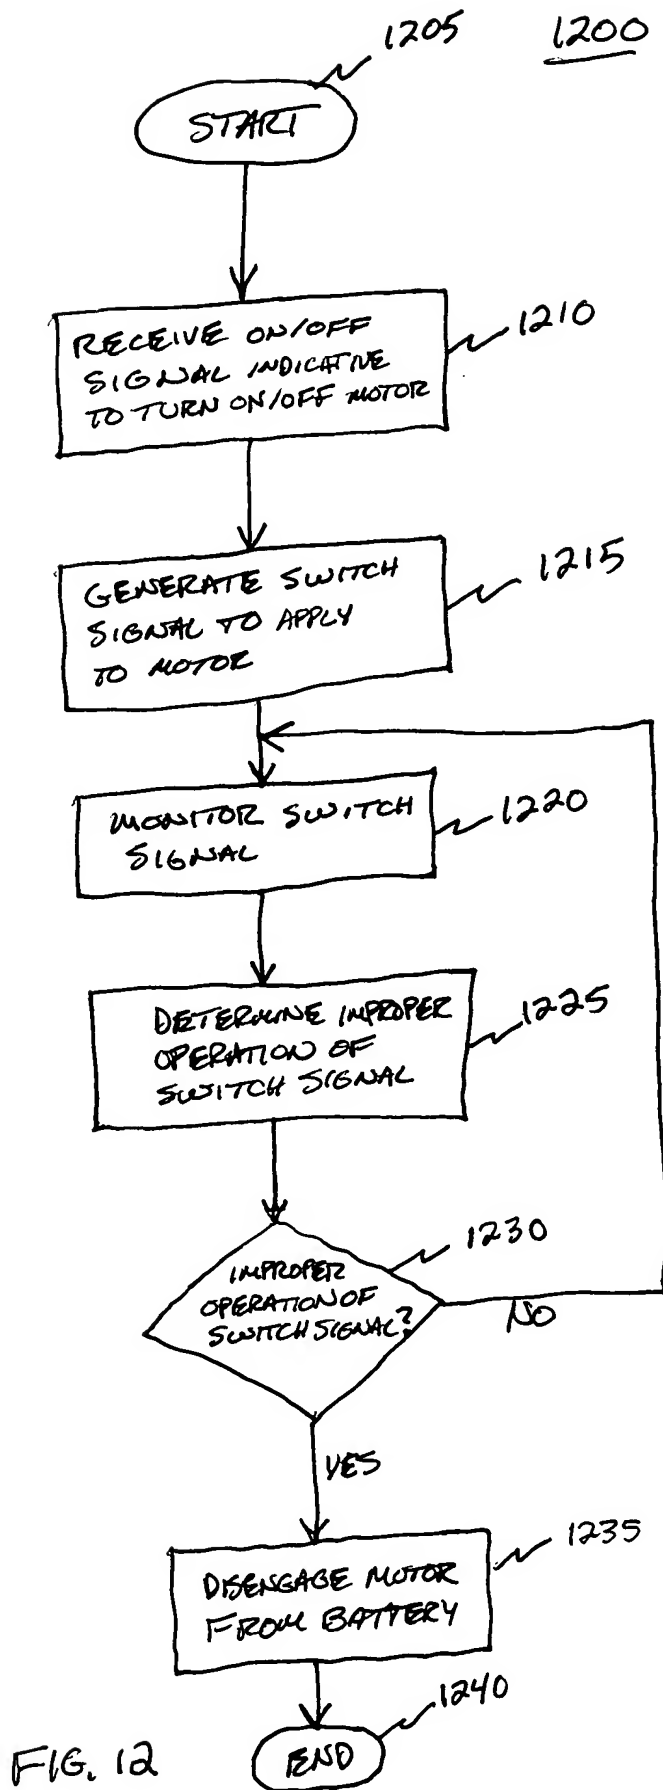 1205
1200
START
RECEIVE ON/OFF
SIGNAL INDICATIVE
TO TURN ON/OFF MOTOR
1210
GENERATE SWITCH
SIGNAL TO APPLY
TO MOTOR
1215
MONITOR SWITCH
SIGNAL
1220
DETERMINE IMPROPER
OPERATION OF
SWITCH SIGNAL
1225
1230
IMPROPER
OPERATION OF
SWITCH SIGNAL?
NO
YES
1235
DISENGAGE MOTOR
FROM BATTERY
1240
END
FIG. 12